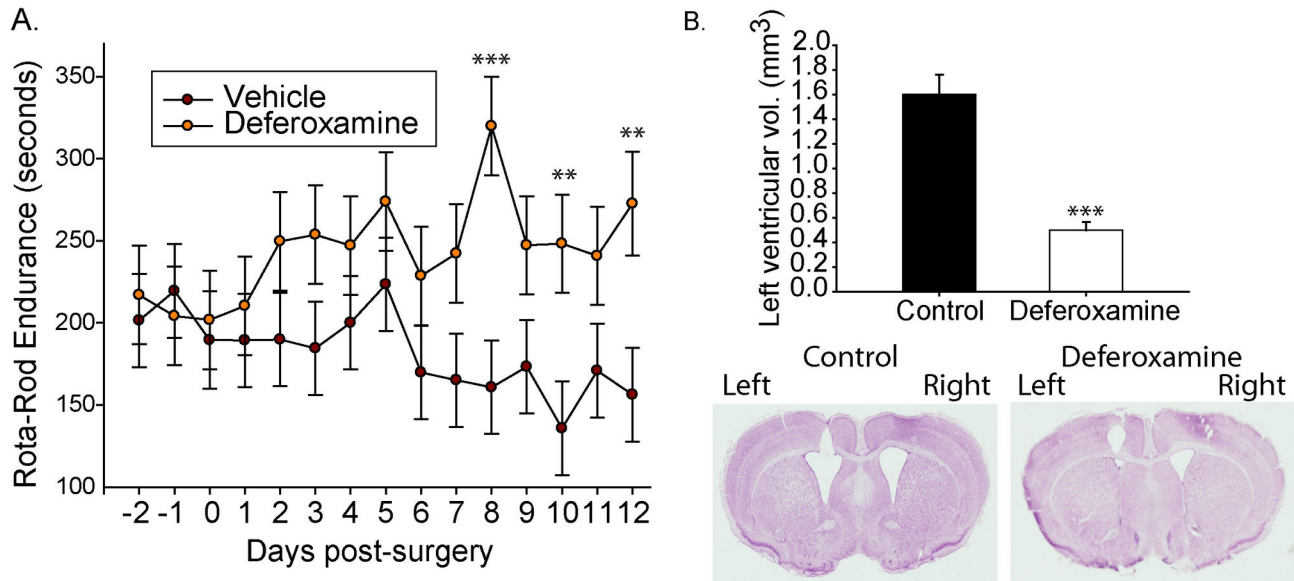 A.
Rota-Rod Endurance (seconds)
350
300
250
200
150
100
Vehicle
Deferoxamine
***
**
**
-2 -1 0 1 2 3 4 5 6 7 8 9 10 11 12
Days post-surgery
B.
Left ventricular vol. (mm³)
2.0
1.8
1.6
1.4
1.2
1.0
0.8
0.6
0.4
0.2
0.0
***
Control Deferoxamine
Control Deferoxamine
Left Right Left Right